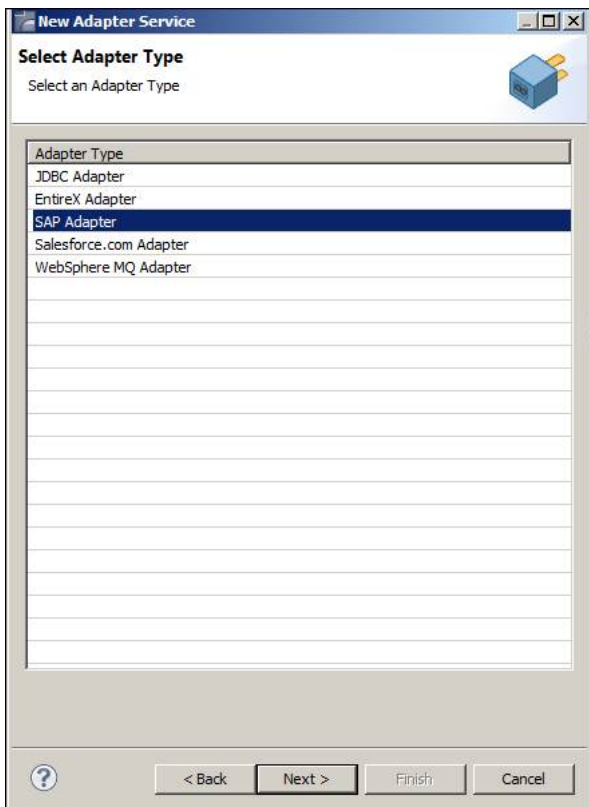 New Adapter Service
Select Adapter Type
Select an Adapter Type
Adapter Type
JDBC Adapter
EntireX Adapter
SAP Adapter
Salesforce.com Adapter
WebSphere MQ Adapter
? < Back Next > Finish Cancel